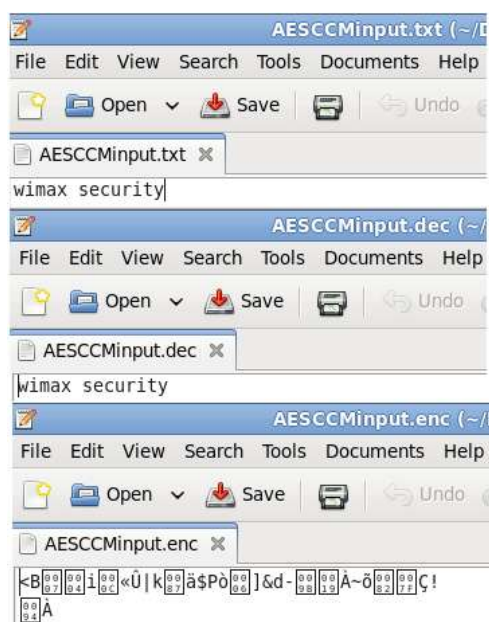 AESCCMinput.txt (~/D
File Edit View Search Tools Documents Help
Open Save Undo
AESCCMinput.txt
wimax security
AESCCMinput.dec (~/
File Edit View Search Tools Documents Help
Open Save Undo
AESCCMinput.dec
wimax security
AESCCMinput.enc (~/
File Edit View Search Tools Documents Help
Open Save Undo
AESCCMinput.enc
<B i «Û|k ä$Pò ]&d- À~õ Ç!
À